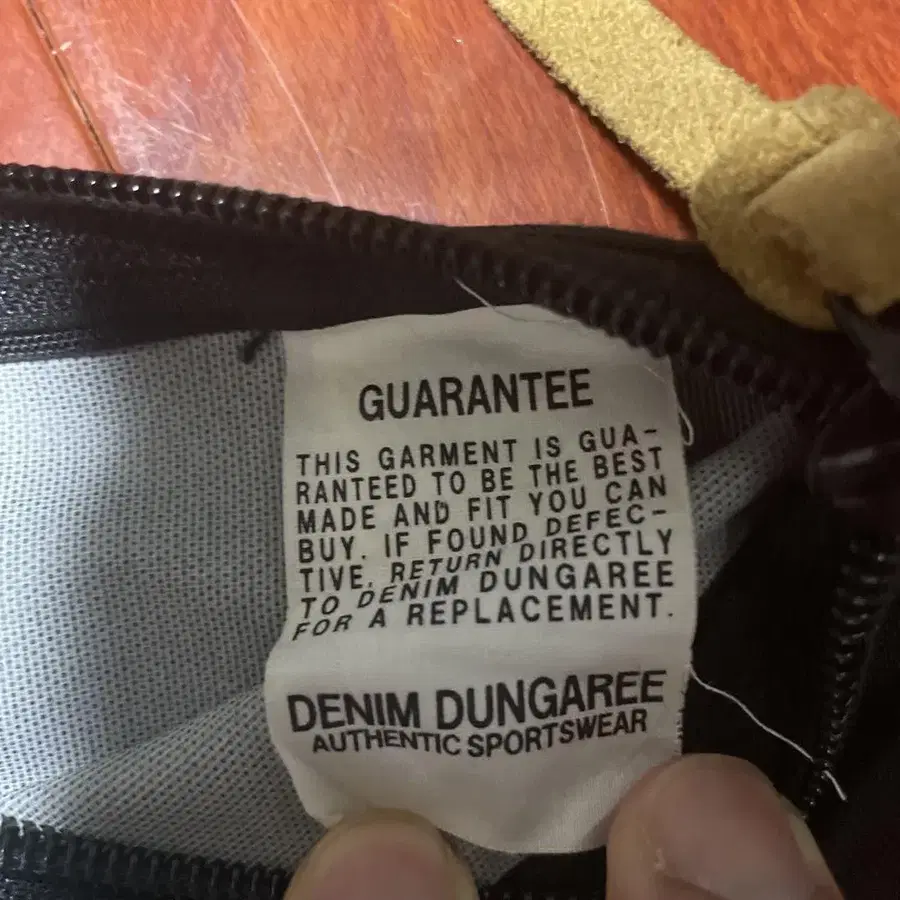 GUARANTEE
THIS GARMENT IS GUA-
RANTEED TO BE THE BEST
MADE AND FIT YOU CAN
BUY. IF FOUND DEFEC-
TIVE, RETURN DIRECTLY
TO DENIM DUNGAREE
FOR A REPLACEMENT.
DENIM DUNGAREE
AUTHENTIC SPORTSWEAR